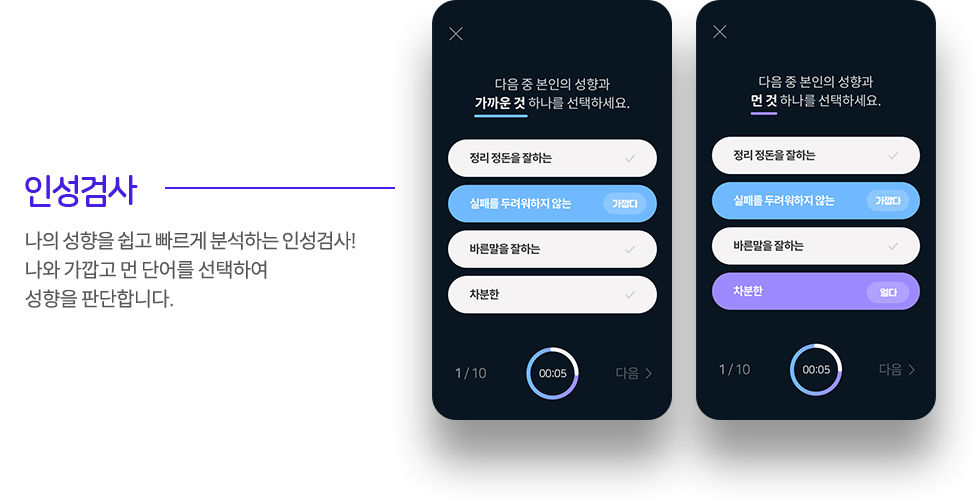 인성검사
나의 성향을 쉽고 빠르게 분석하는 인성검사!
나와 가깝고 먼 단어를 선택하여
성향을 판단합니다.
다음 중 본인의 성향과
가까운 것 하나를 선택하세요.
정리 정돈을 잘하는
실패를 두려워하지 않는 가깝다
바른말을 잘하는
차분한
1 / 10 00:05 다음
다음 중 본인의 성향과
먼 것 하나를 선택하세요.
정리 정돈을 잘하는
실패를 두려워하지 않는 가깝다
바른말을 잘하는
차분한 멀다
1 / 10 00:05 다음